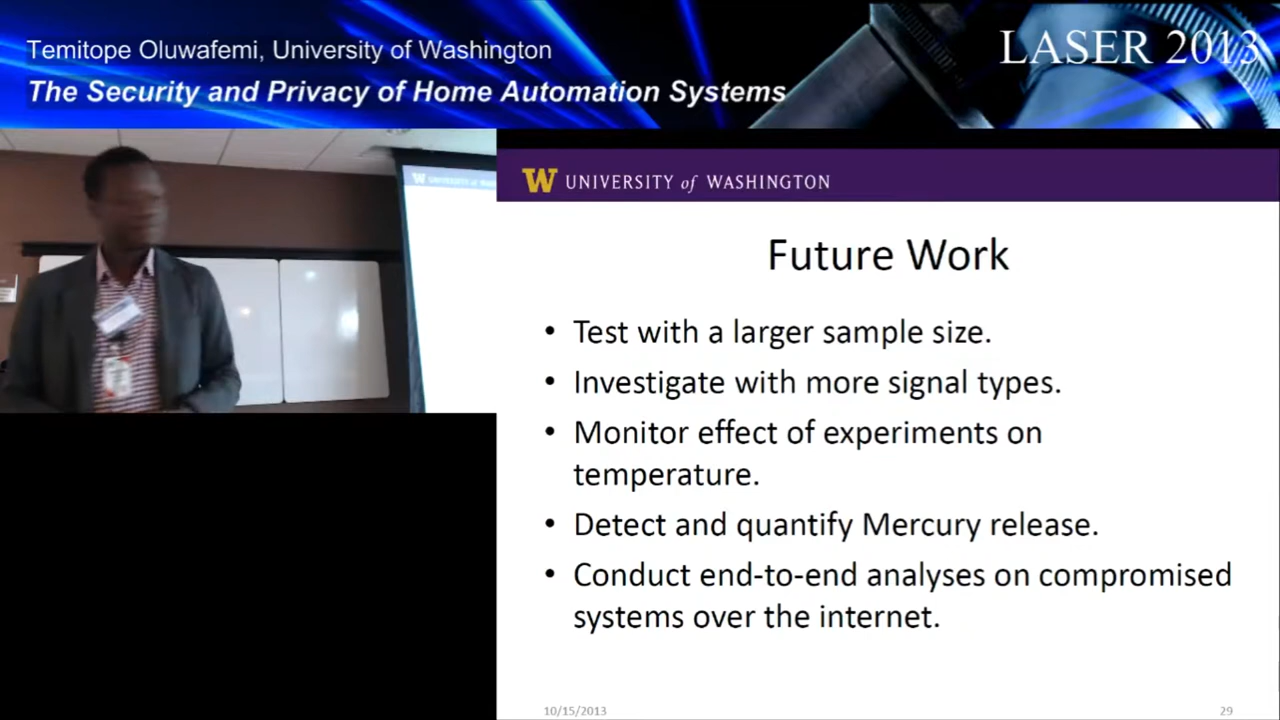 Temitope Oluwafemi, University of Washington
LASER 2013
The Security and Privacy of Home Automation Systems
W UNIVERSITY of WASHINGTON
Future Work
• Test with a larger sample size.
• Investigate with more signal types.
• Monitor effect of experiments on
temperature.
• Detect and quantify Mercury release.
• Conduct end-to-end analyses on compromised
systems over the internet.
10/15/2013
29